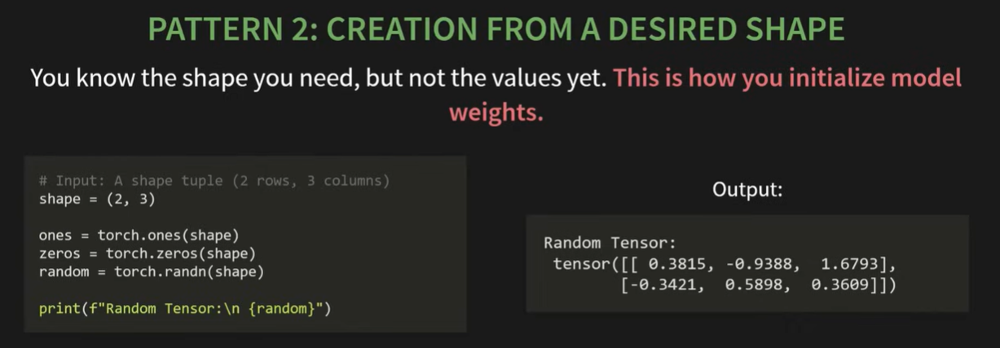 PATTERN 2: CREATION FROM A DESIRED SHAPE
You know the shape you need, but not the values yet. This is how you initialize model
weights.
# Input: A shape tuple (2 rows, 3 columns)
shape = (2, 3)
ones = torch.ones(shape)
zeros = torch.zeros(shape)
random = torch.randn(shape)
print(f"Random Tensor:\n {random}")
Output:
Random Tensor:
tensor([[ 0.3815, -0.9388,  1.6793],
[-0.3421,  0.5898,  0.3609]])